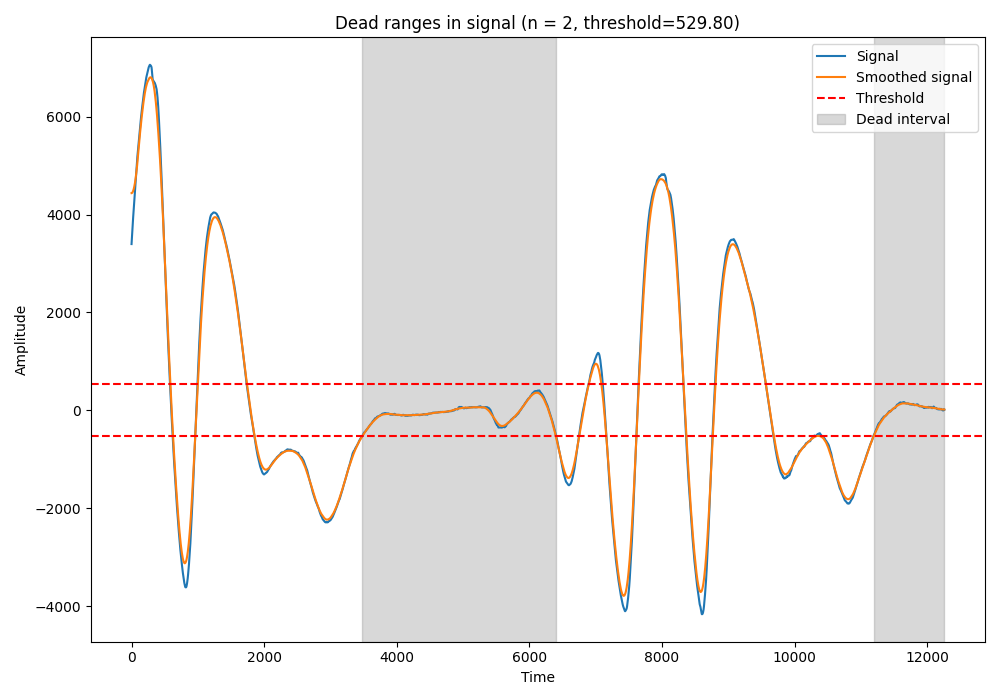 Dead ranges in signal (n = 2, threshold=529.80)
Signal
Smoothed signal
Threshold
Dead interval
Amplitude
6000
4000
2000
0
−2000
−4000
0 2000 4000 6000 8000 10000 12000
Time